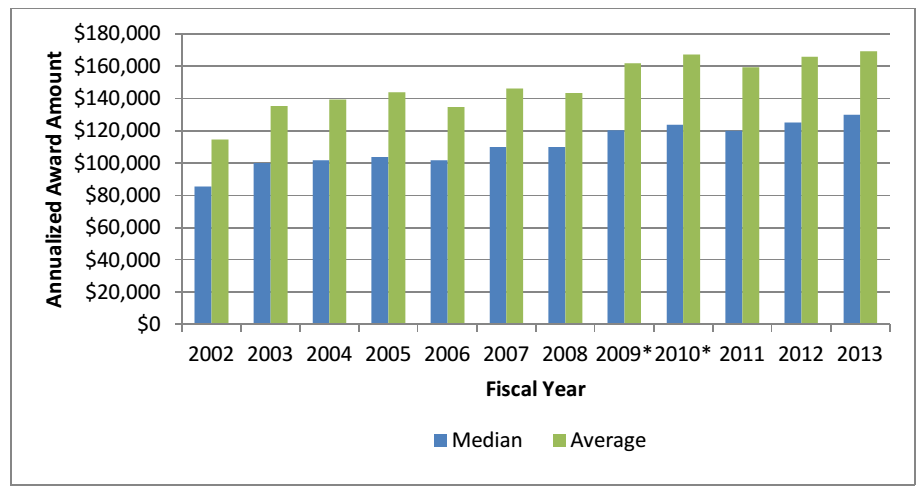 $180,000
$160,000
$140,000
$120,000
$100,000
$80,000
$60,000
$40,000
$20,000
$0
Annualized Award Amount
2002 2003 2004 2005 2006 2007 2008 2009* 2010* 2011 2012 2013
Fiscal Year
Median Average